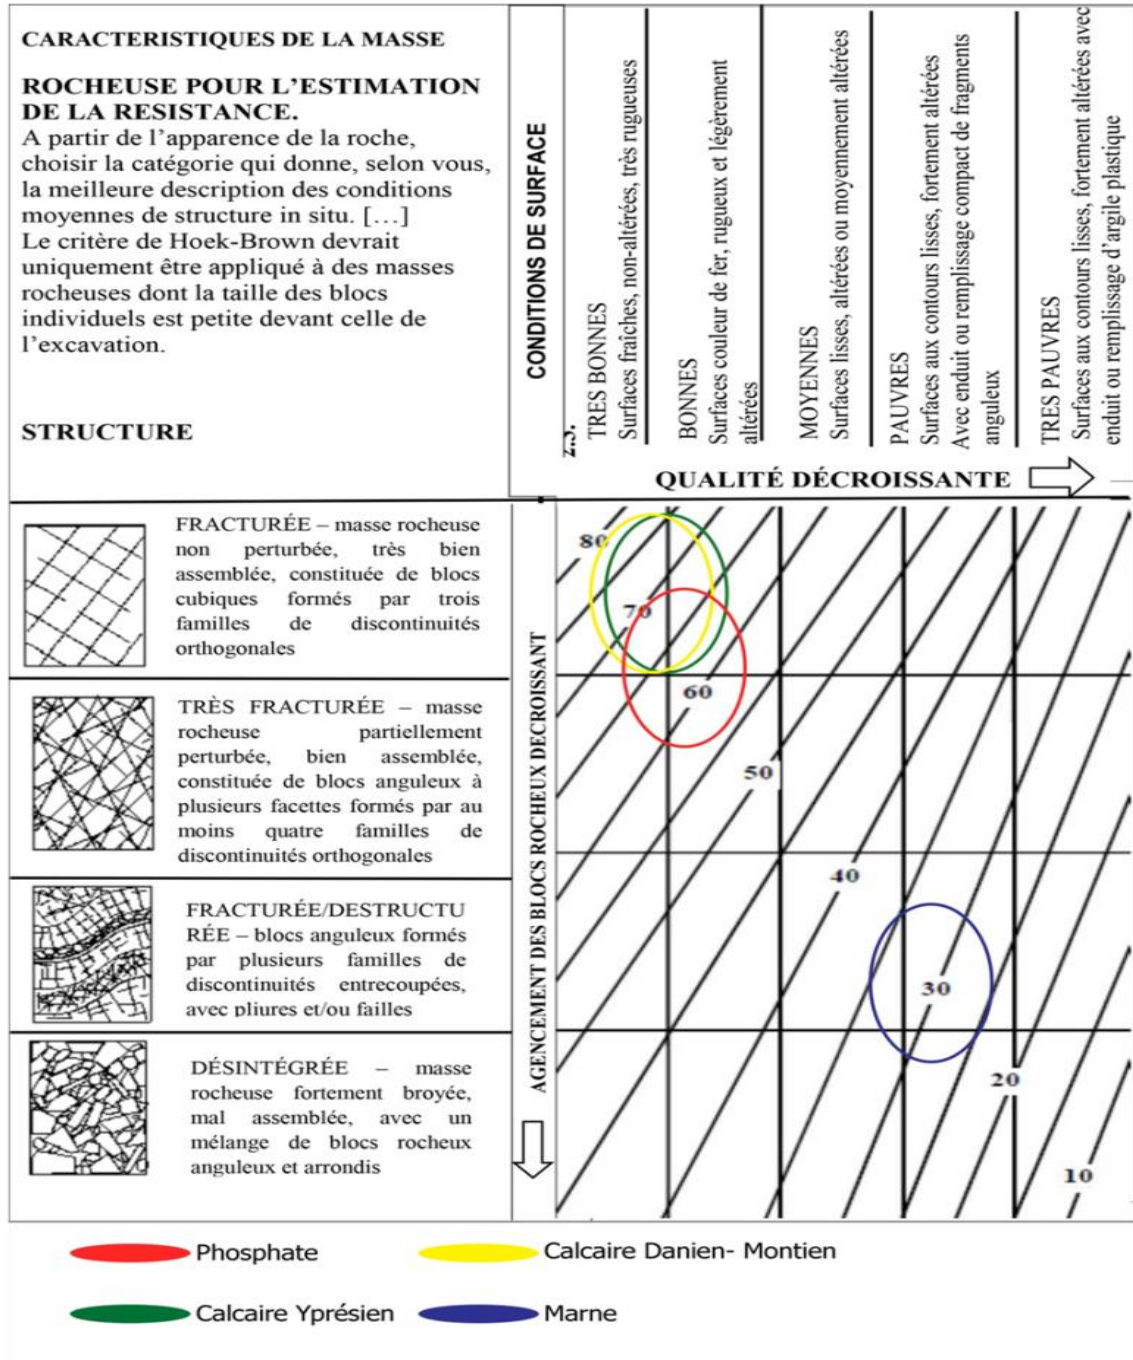 CARACTERISTIQUES DE LA MASSE
ROCHEUSE POUR L'ESTIMATION
DE LA RESISTANCE.
A partir de l'apparence de la roche,
choisir la catégorie qui donne, selon vous,
la meilleure description des conditions
moyennes de structure in situ. […]
Le critère de Hoek-Brown devrait
uniquement être appliqué à des masses
rocheuses dont la taille des blocs
individuels est petite devant celle de
l'excavation.
STRUCTURE
CONDITIONS DE SURFACE
TRES BONNES
Surfaces fraîches, non-altérées, très rugueuses
BONNES
Surfaces couleur de fer, rugueux et légèrement
altérées
MOYENNES
Surfaces lisses, altérées ou moyennement altérées
PAUVRES
Surfaces aux contours lisses, fortement altérées
Avec enduit ou remplissage compact de fragments
anguleux
TRES PAUVRES
Surfaces aux contours lisses, fortement altérées avec
enduit ou remplissage d'argile plastique
QUALITÉ DÉCROISSANTE
FRACTURÉE – masse rocheuse
non perturbée, très bien
assemblée, constituée de blocs
cubiques formés par trois
familles de discontinuités
orthogonales
TRÈS FRACTURÉE – masse
rocheuse partiellement
perturbée, bien assemblée,
constituée de blocs anguleux à
plusieurs facettes formés par au
moins quatre familles de
discontinuités orthogonales
FRACTURÉE/DESTRUCTU
RÉE – blocs anguleux formés
par plusieurs familles de
discontinuités entrecoupées,
avec pliures et/ou failles
DÉSINTÉGRÉE – masse
rocheuse fortement broyée,
mal assemblée, avec un
mélange de blocs rocheux
anguleux et arrondis
AGENCEMENT DES BLOCS ROCHEUX DECROISSANT
80
70
60
50
40
30
20
10
Phosphate
Calcaire Danien- Montien
Calcaire Yprésien
Marne